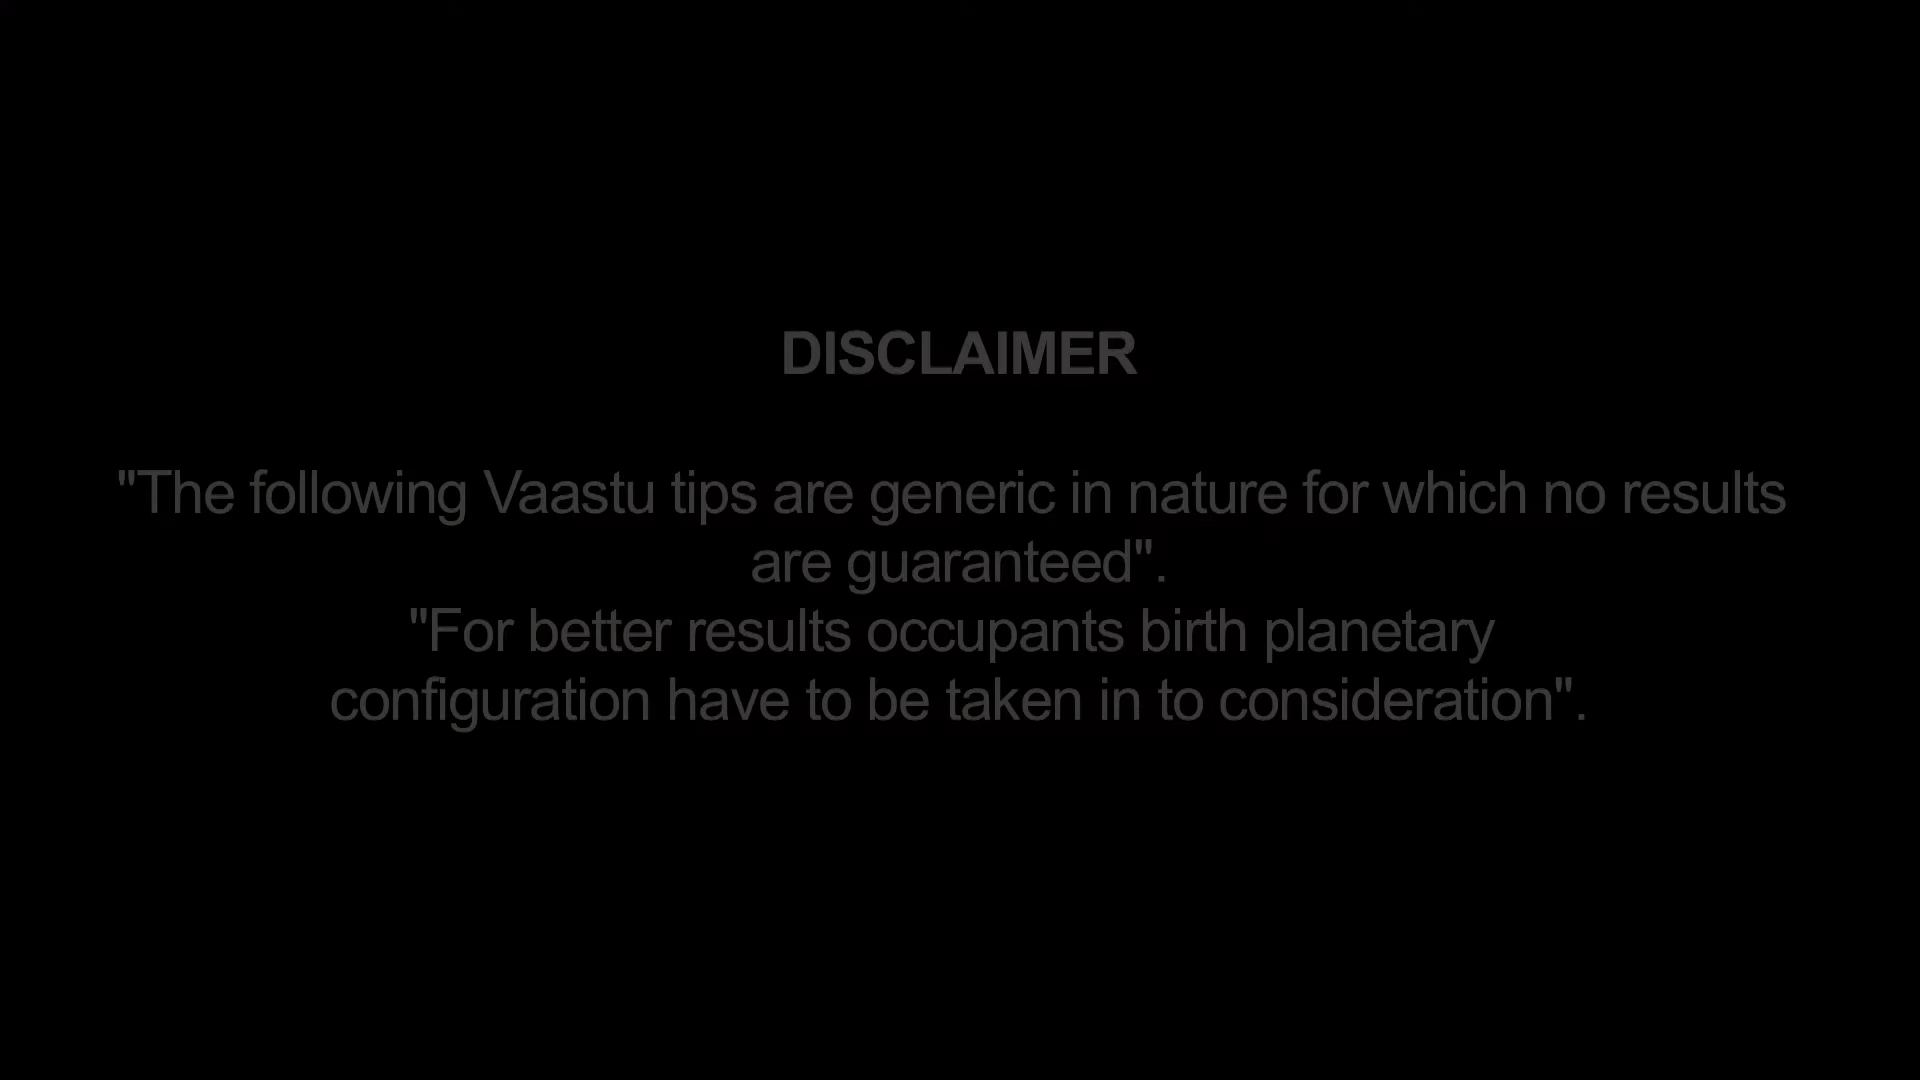 DISCLAIMER
"The following Vaastu tips are generic in nature for which no results
are guaranteed".
"For better results occupants birth planetary
configuration have to be taken in to consideration".